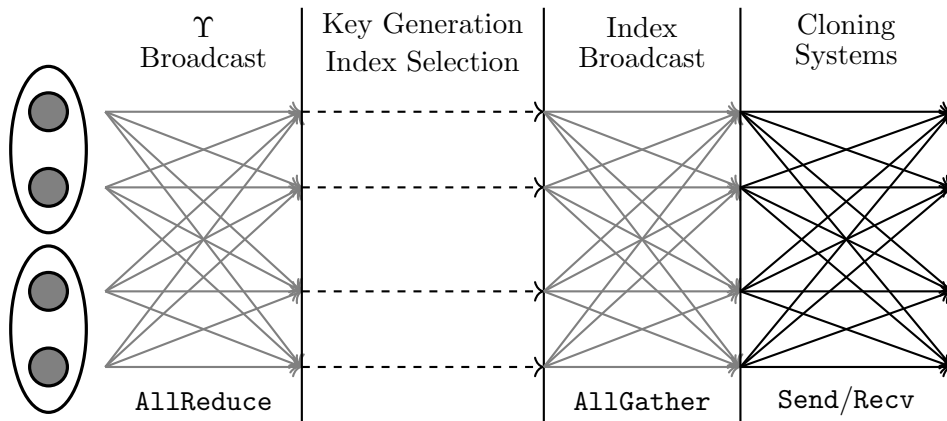 ϒ
Broadcast
Key Generation
Index Selection
Index
Broadcast
Cloning
Systems
AllReduce
AllGather
Send/Recv